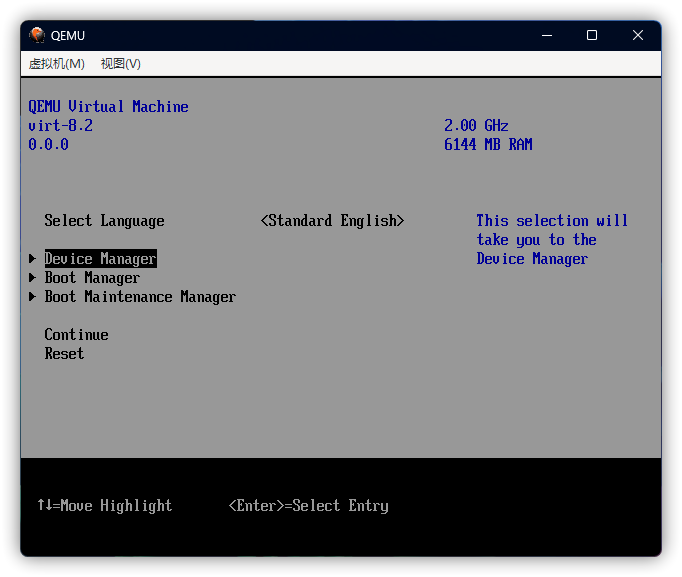 QEMU
虚拟机(M) 视图(V)
QEMU Virtual Machine
virt-8.2 2.00 GHz
0.0.0 6144 MB RAM
Select Language <Standard English> This selection will
take you to the
Device Manager Device Manager
Boot Manager
Boot Maintenance Manager
Continue
Reset
↑↓=Move Highlight <Enter>=Select Entry